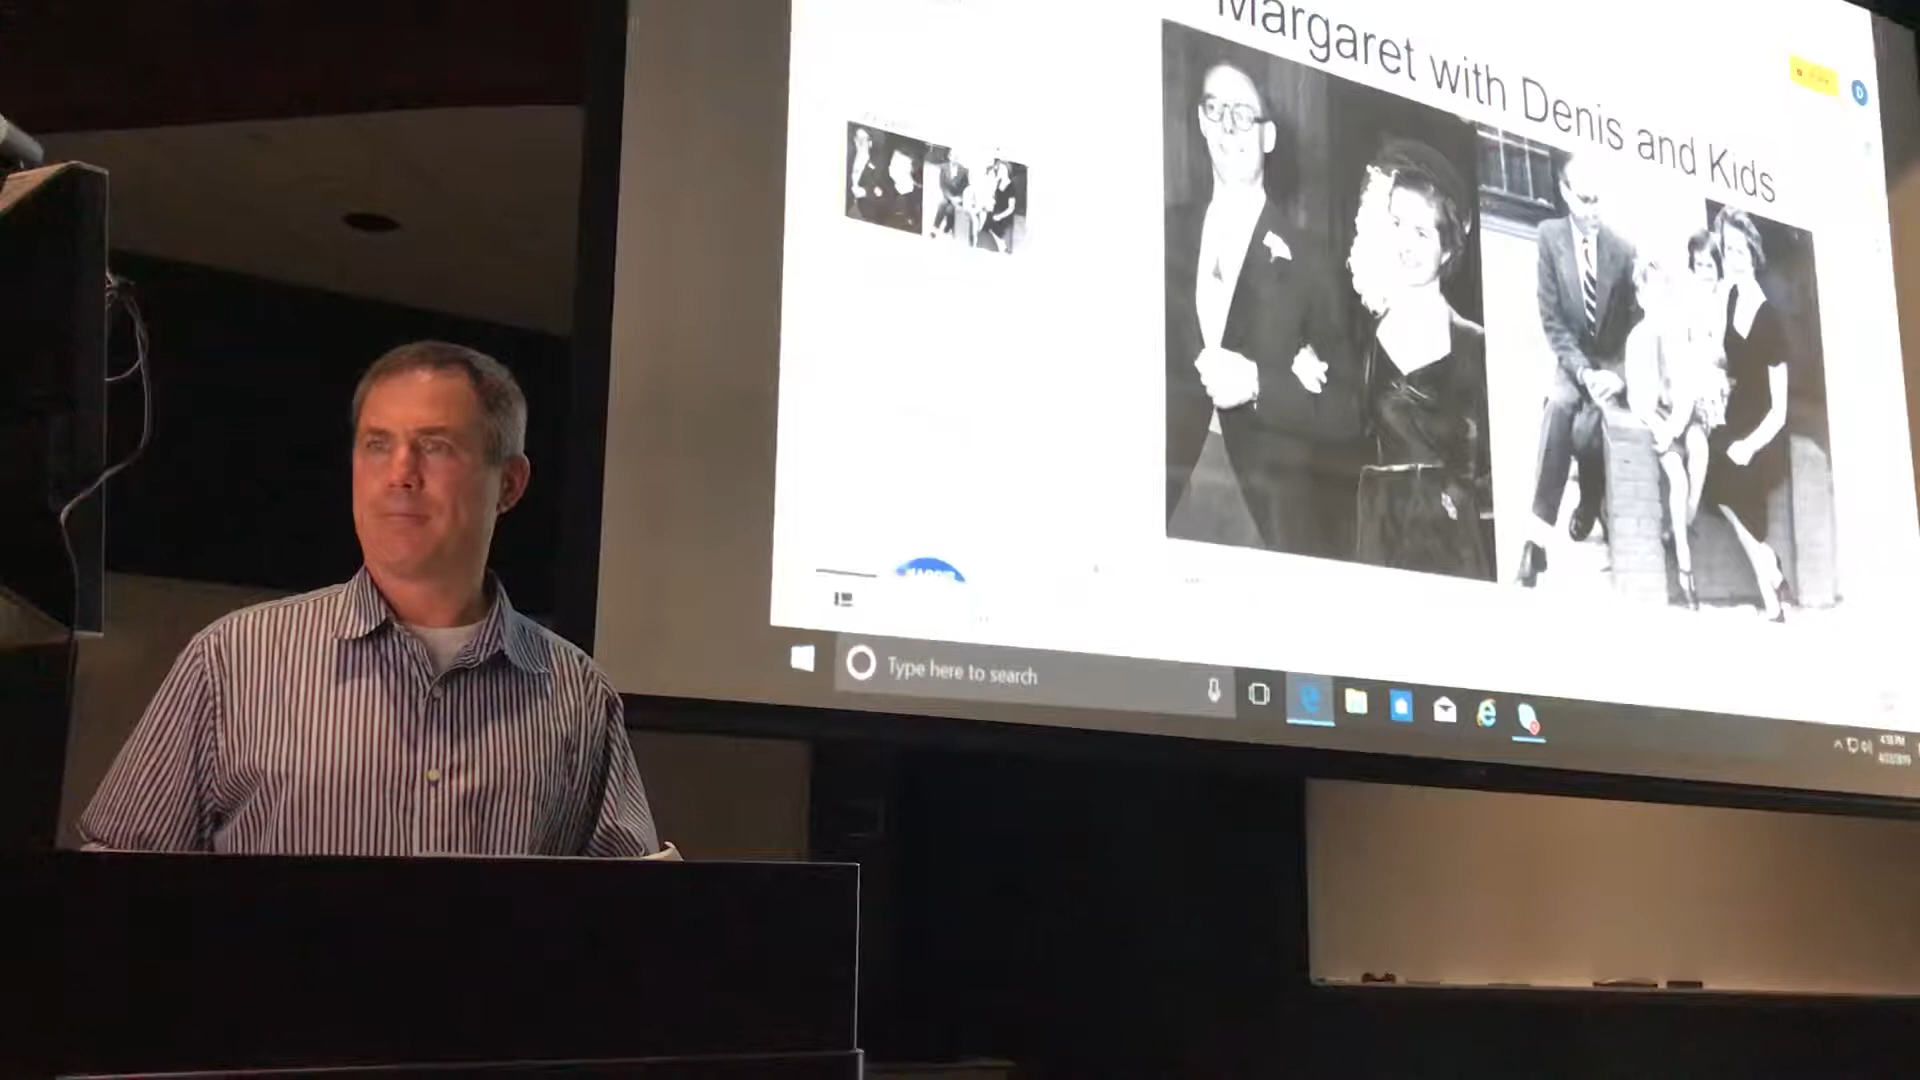 Margaret with Denis and Kids
D
Type here to search